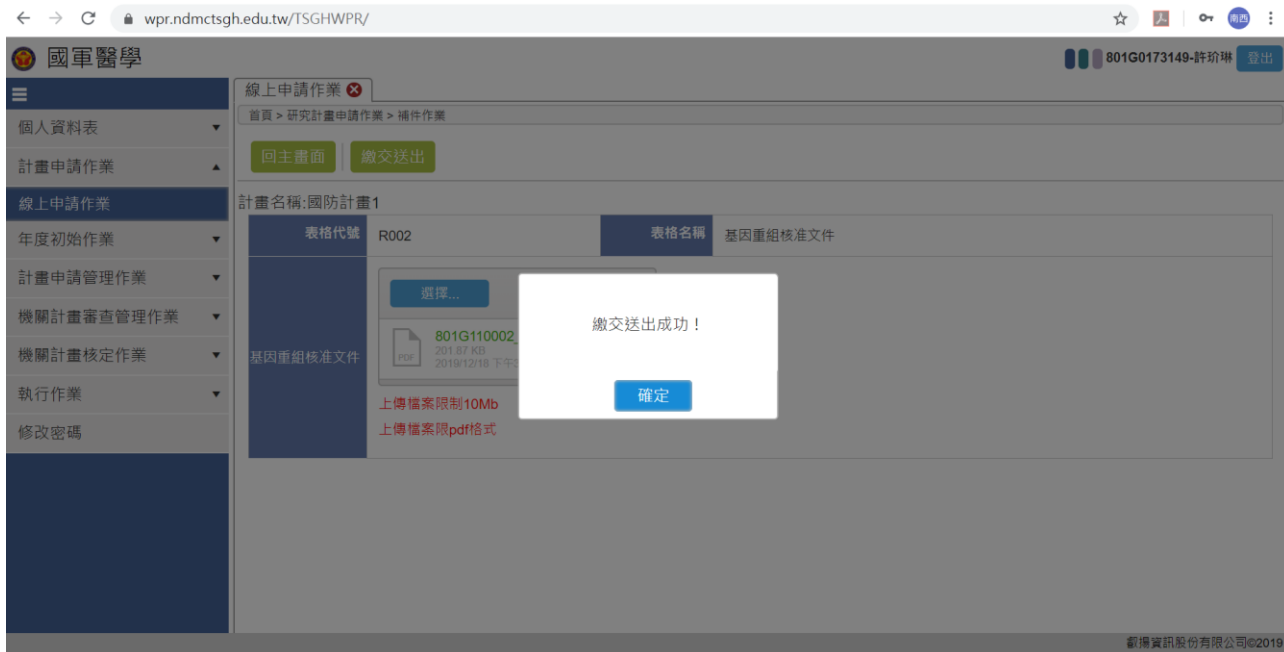 wpr.ndmctsgh.edu.tw/TSGHWPR/
南西
國軍醫學
801G0173149-許玠琳 登出
線上申請作業
首頁 > 研究計畫申請作業 > 補件作業
個人資料表
計畫申請作業
線上申請作業
年度初始作業
計畫申請管理作業
機關計畫審查管理作業
機關計畫核定作業
執行作業
修改密碼
回主畫面 繳交送出
計畫名稱:國防計畫1
表格代號 R002 表格名稱 基因重組核准文件
基因重組核准文件
選擇...
PDF
801G110002_
201.87 KB
2019/12/18 下午
上傳檔案限制10Mb
上傳檔案限pdf格式
繳交送出成功！
確定
叡揚資訊股份有限公司©2019